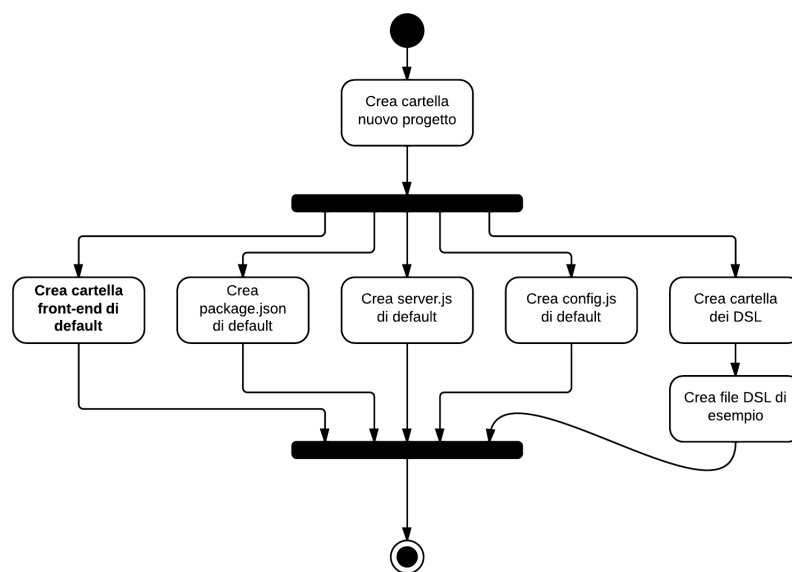 Crea cartella
nuovo progetto
Crea cartella
front-end di
default
Crea
package.json
di default
Crea server.js
di default
Crea config.js
di default
Crea cartella
dei DSL
Crea file DSL di
esempio